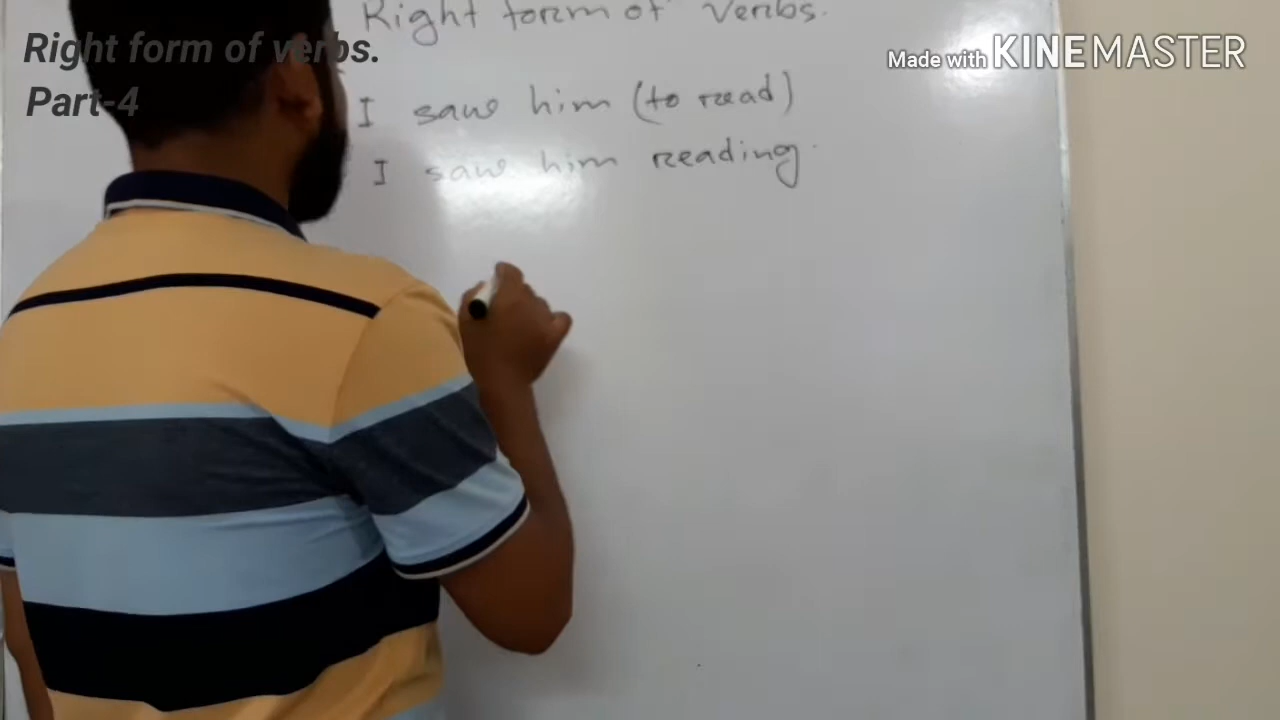 Right form of verbs.
Part-4
Made with KINEMASTER
Right form of Verbs.
I saw him (to read)
I saw him reading.